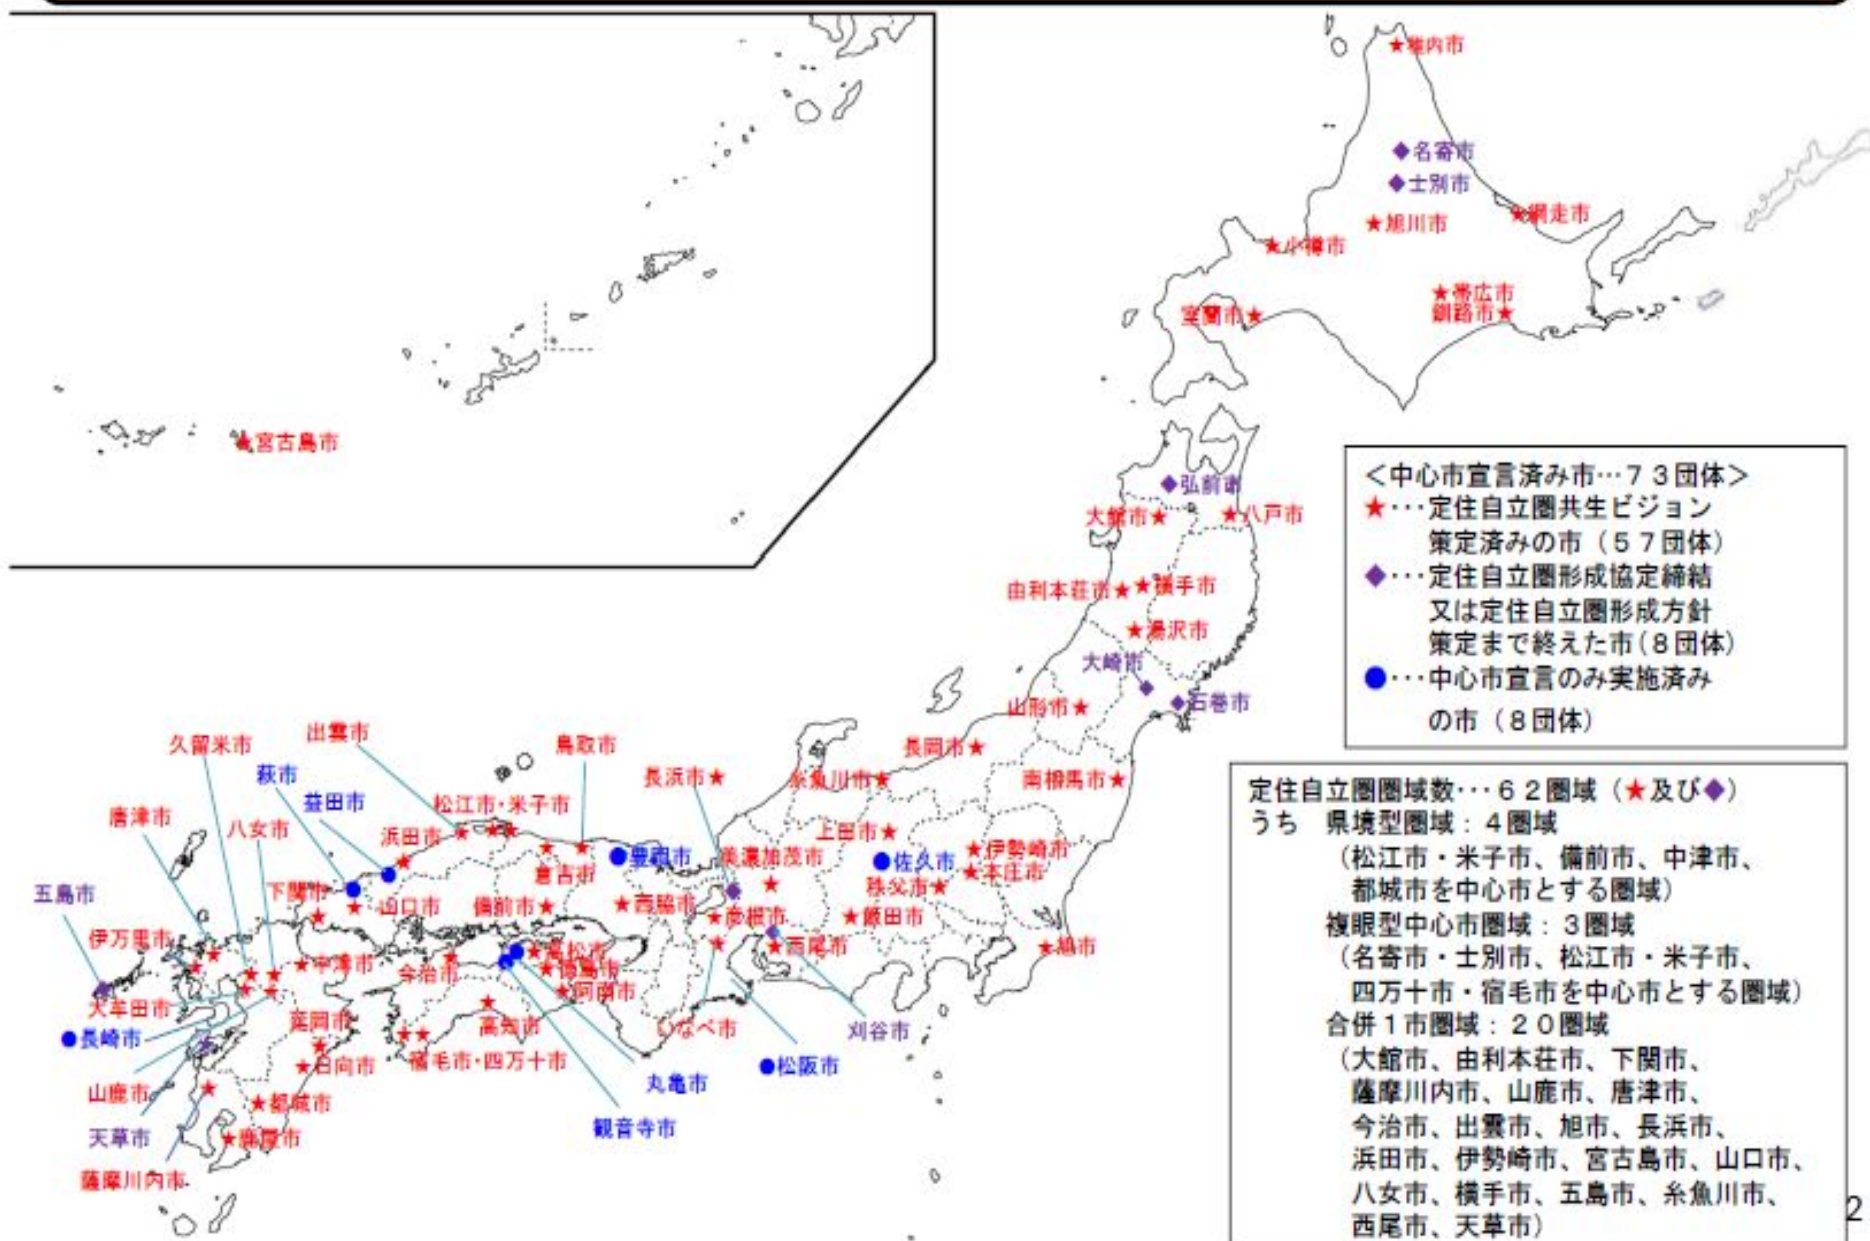 ★稚内市
◆名寄市
◆士別市
★旭川市
★網走市
★小樽市
★帯広市
釧路市★
室蘭市★
★宮古島市
◆弘前市
大館市★
★八戸市
由利本荘市★
★横手市
★湯沢市
大崎市
◆石巻市
山形市★
長岡市★
糸魚川市★
南相馬市★
上田市★
★伊勢崎市
★本庄市
●佐久市
秩父市★
★飯田市
★旭市
美濃加茂市
長浜市★
★彦根市
★西尾市
刈谷市
いなべ市
●松阪市
出雲市
鳥取市
久留米市
萩市
益田市
松江市・米子市
唐津市
八女市
浜田市
倉吉市
●豊岡市
★西脇市
備前市★
下関市
山口市
五島市
伊万里市
★中津市
今治市
★高松市
★徳島市
★阿南市
大牟田市
●長崎市
延岡市
高知市
★日向市
宿毛市・四万十市
丸亀市
観音寺市
山鹿市
天草市
★都城市
★鹿屋市
薩摩川内市
＜中心市宣言済み市…７３団体＞
★…定住自立圏共生ビジョン
策定済みの市（５７団体）
◆…定住自立圏形成協定締結
又は定住自立圏形成方針
策定まで終えた市(８団体)
●…中心市宣言のみ実施済み
の市（８団体）
定住自立圏圏域数…６２圏域（★及び◆）
うち　県境型圏域：４圏域
（松江市・米子市、備前市、中津市、
都城市を中心市とする圏域）
複眼型中心市圏域：３圏域
（名寄市・士別市、松江市・米子市、
四万十市・宿毛市を中心市とする圏域）
合併１市圏域：２０圏域
（大館市、由利本荘市、下関市、
薩摩川内市、山鹿市、唐津市、
今治市、出雲市、旭市、長浜市、
浜田市、伊勢崎市、宮古島市、山口市、
八女市、横手市、五島市、糸魚川市、
西尾市、天草市）
2